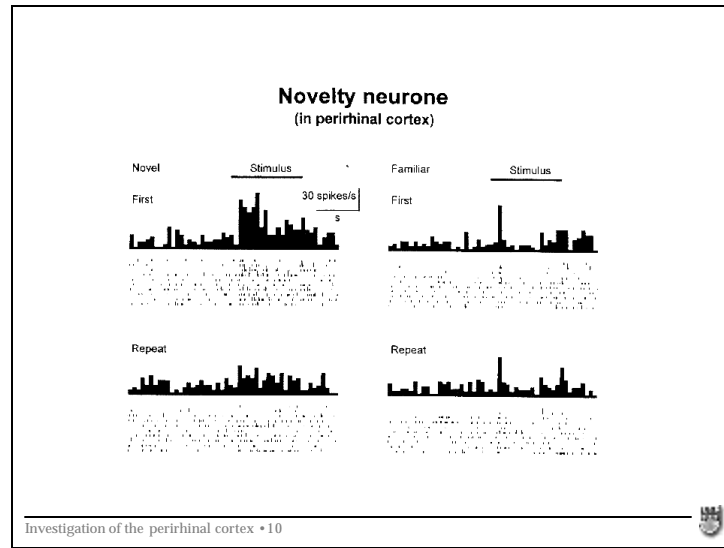 Novelty neurone
(in perirhinal cortex)
Novel
Stimulus
First
30 spikes/s
s
Familiar
Stimulus
First
Repeat
Repeat
Investigation of the perirhinal cortex •10